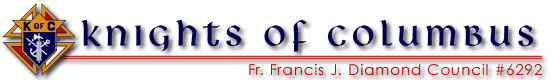 K OF C
knights of columbus
Fr. Francis J. Diamond Council #6292